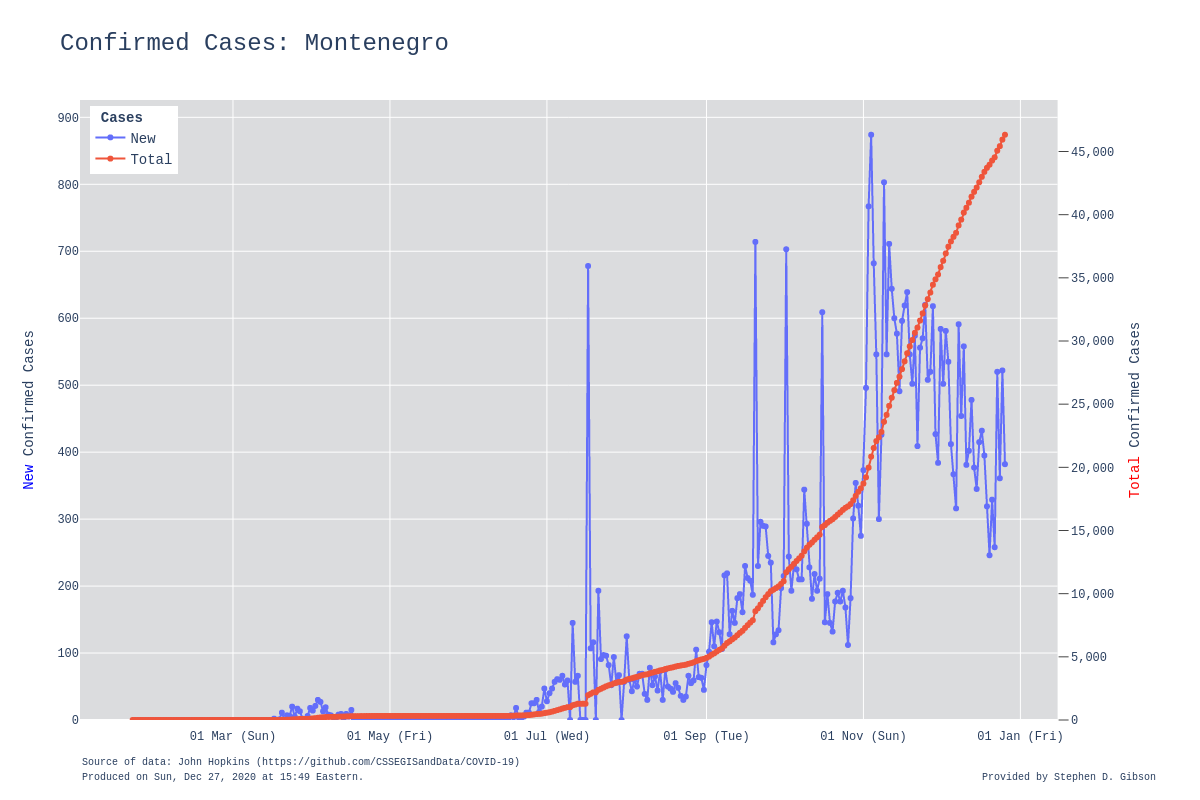 Confirmed Cases: Montenegro
Cases
New
Total
900
800
700
600
500
400
300
200
100
0
45,000
40,000
35,000
30,000
25,000
20,000
15,000
10,000
5,000
0
New Confirmed Cases
Total Confirmed Cases
01 Mar (Sun) 01 May (Fri) 01 Jul (Wed) 01 Sep (Tue) 01 Nov (Sun) 01 Jan (Fri)
Source of data: John Hopkins (https://github.com/CSSEGISandData/COVID-19)
Produced on Sun, Dec 27, 2020 at 15:49 Eastern.
Provided by Stephen D. Gibson